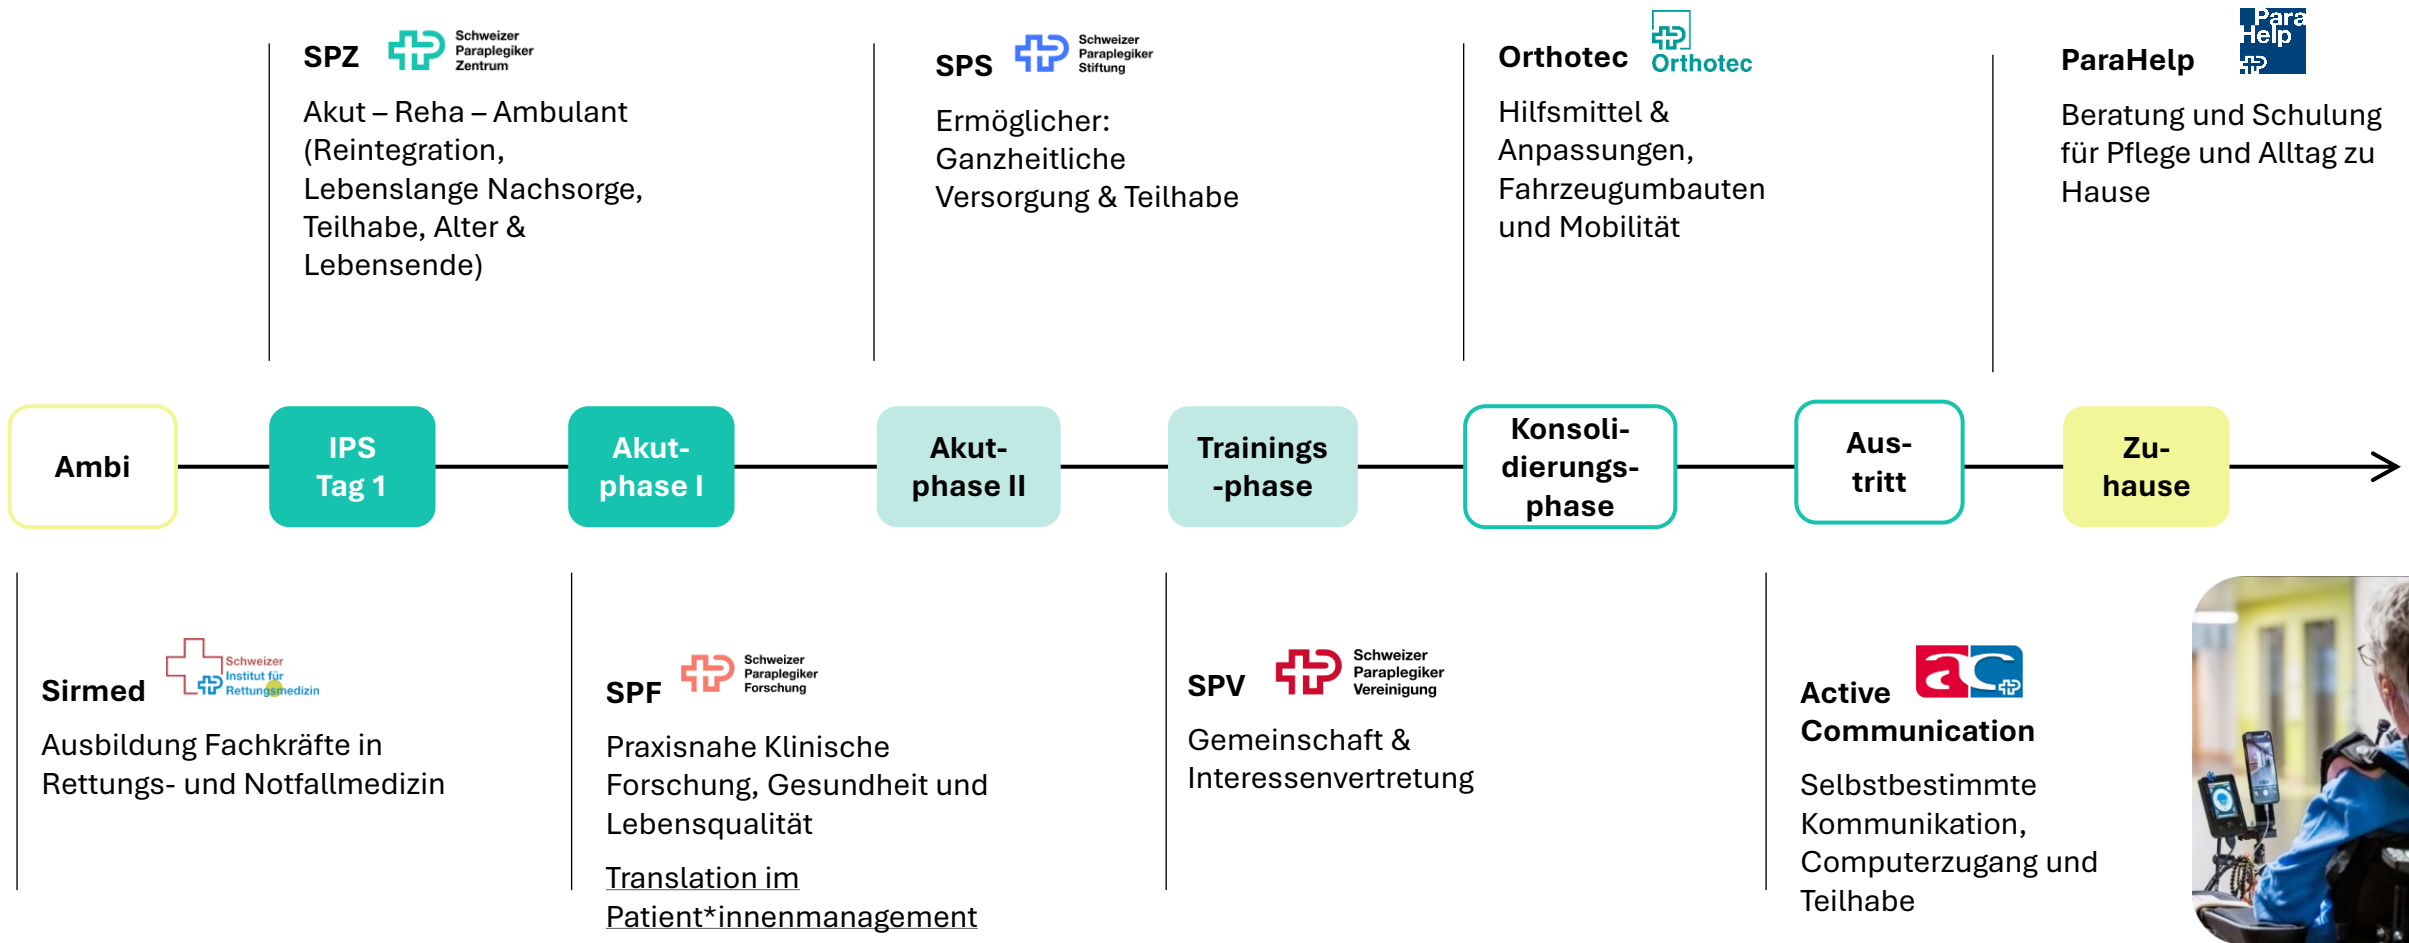 SPZ
Schweizer
Paraplegiker
Zentrum
Akut – Reha – Ambulant
(Reintegration,
Lebenslange Nachsorge,
Teilhabe, Alter &
Lebensende)
SPS
Schweizer
Paraplegiker
Stiftung
Ermöglicher:
Ganzheitliche
Versorgung & Teilhabe
Orthotec
Orthotec
Hilfsmittel &
Anpassungen,
Fahrzeugumbauten
und Mobilität
ParaHelp
Para
Help
Beratung und Schulung
für Pflege und Alltag zu
Hause
Ambi
IPS
Tag 1
Akut-
phase I
Akut-
phase II
Trainings
-phase
Konsoli-
dierungs-
phase
Aus-
tritt
Zu-
hause
Sirmed
Schweizer
Institut für
Rettungsmedizin
Ausbildung Fachkräfte in
Rettungs- und Notfallmedizin
SPF
Schweizer
Paraplegiker
Forschung
Praxisnahe Klinische
Forschung, Gesundheit und
Lebensqualität
Translation im
Patient*innenmanagement
SPV
Schweizer
Paraplegiker
Vereinigung
Gemeinschaft &
Interessenvertretung
Active
Communication
ac
Selbstbestimmte
Kommunikation,
Computerzugang und
Teilhabe